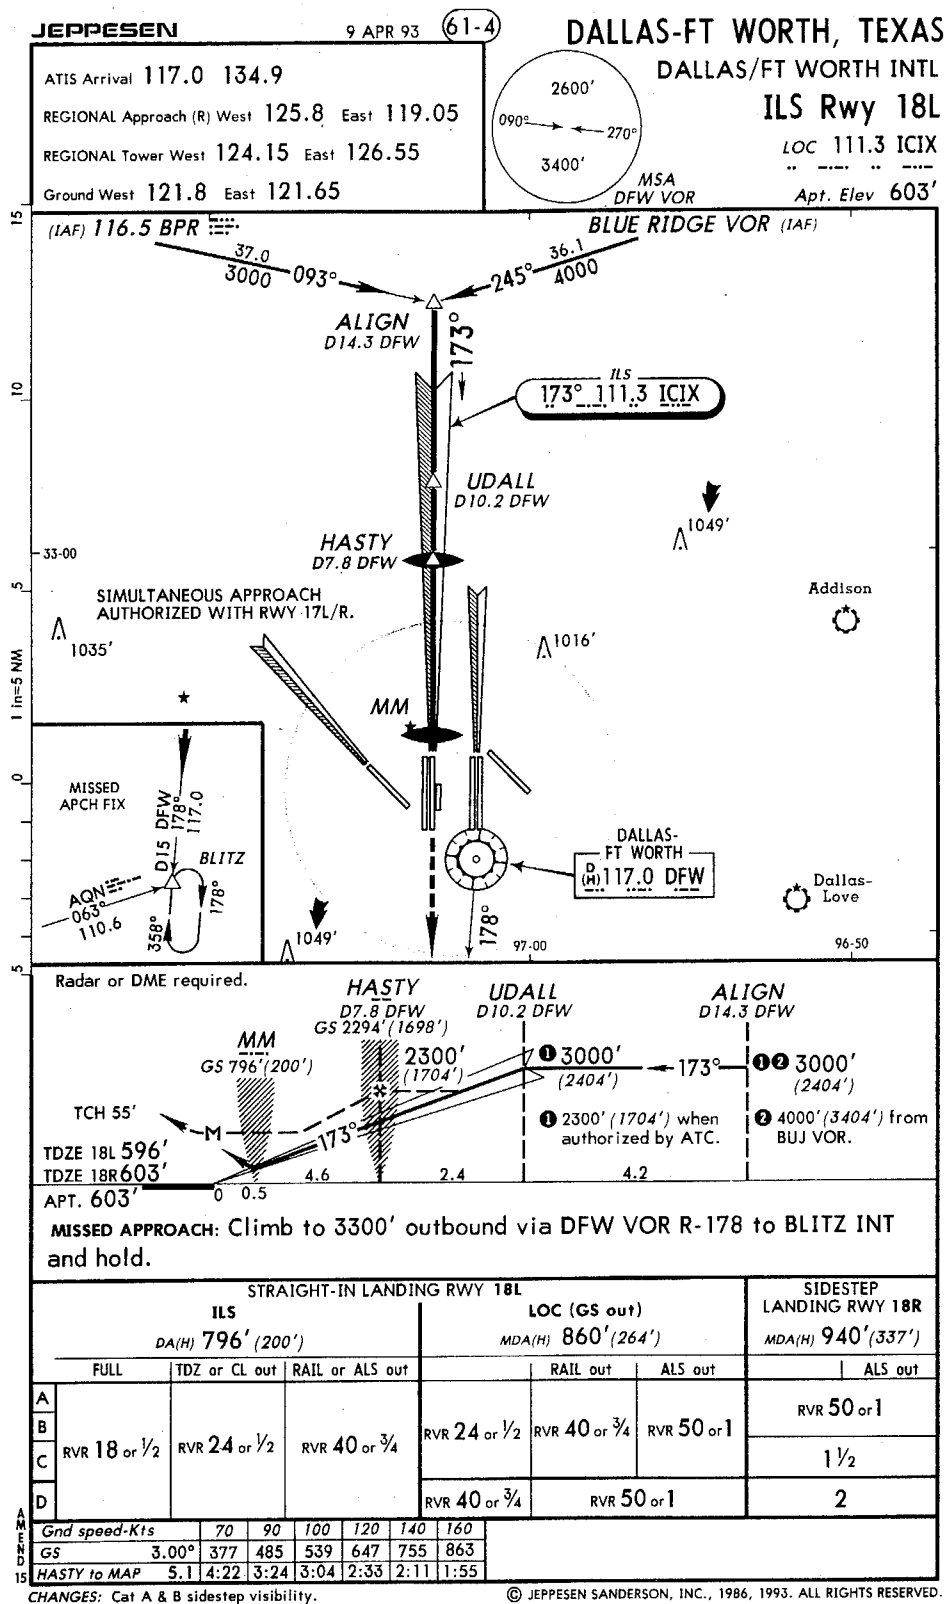 JEPPESEN 9 APR 93 61-4 DALLAS-FT WORTH, TEXAS
DALLAS/FT WORTH INTL
ILS Rwy 18L
LOC 111.3 ICIX
Apt. Elev 603'
ATIS Arrival 117.0 134.9
REGIONAL Approach (R) West 125.8 East 119.05
REGIONAL Tower West 124.15 East 126.55
Ground West 121.8 East 121.65
2600'
090° 270°
3400'
MSA
DFW VOR
15
(IAF) 116.5 BPR
BLUE RIDGE VOR (IAF)
37.0
3000 093°
36.1
245° 4000
ALIGN
D14.3 DFW
173°
10
ILS
173° 111.3 ICIX
UDALL
D10.2 DFW
1049'
HASTY
D7.8 DFW
33-00
5
SIMULTANEOUS APPROACH
AUTHORIZED WITH RWY 17L/R.
Addison
1035'
1016'
1 in=5 NM
MM
0
MISSED
APCH FIX
D15 DFW
178°
117.0
BLITZ
AQN
063°
110.6
358°
178°
DALLAS-
FT WORTH
D
(H) 117.0 DFW
Dallas-
Love
1049'
178°
97-00
96-50
5
Radar or DME required.
HASTY
D7.8 DFW
GS 2294'(1698')
UDALL
D10.2 DFW
ALIGN
D14.3 DFW
MM
GS 796'(200')
2300'
(1704')
1 3000'
(2404')
173°
1 2 3000'
(2404')
TCH 55'
M
173°
1 2300'(1704') when
authorized by ATC.
2 4000'(3404') from
BUJ VOR.
TDZE 18L 596'
TDZE 18R 603'
APT. 603'
0 0.5 4.6 2.4 4.2
MISSED APPROACH: Climb to 3300' outbound via DFW VOR R-178 to BLITZ INT
and hold.
STRAIGHT-IN LANDING RWY 18L
SIDESTEP
LANDING RWY 18R
ILS
DA(H) 796'(200')
LOC (GS out)
MDA(H) 860'(264')
MDA(H) 940'(337')
FULL TDZ or CL out RAIL or ALS out RAIL out ALS out ALS out
A
B
C
D
RVR 18 or ½ RVR 24 or ½ RVR 40 or ¾ RVR 24 or ½ RVR 40 or ¾ RVR 50 or 1
RVR 50 or 1
1½
RVR 40 or ¾ RVR 50 or 1 2
AMEND 15
Gnd speed-Kts 70 90 100 120 140 160
GS 3.00° 377 485 539 647 755 863
HASTY to MAP 5.1 4:22 3:24 3:04 2:33 2:11 1:55
CHANGES: Cat A & B sidestep visibility.
© JEPPESEN SANDERSON, INC., 1986, 1993. ALL RIGHTS RESERVED.